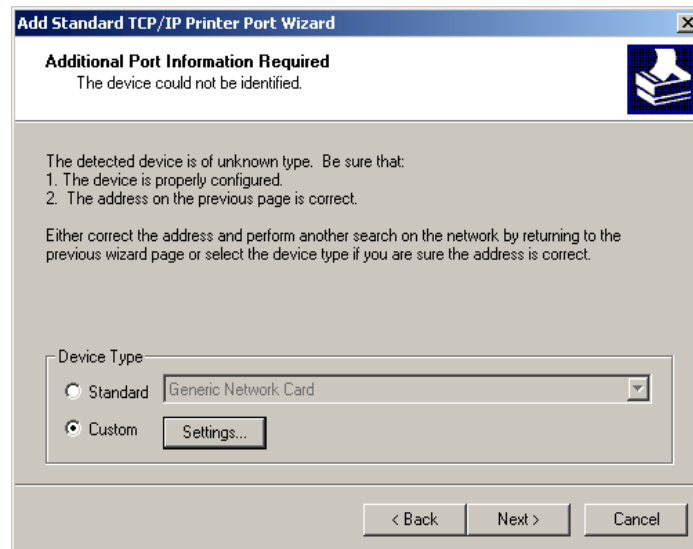 Add Standard TCP/IP Printer Port Wizard
Additional Port Information Required
The device could not be identified.
The detected device is of unknown type.  Be sure that:
1. The device is properly configured.
2.  The address on the previous page is correct.
Either correct the address and perform another search on the network by returning to the
previous wizard page or select the device type if you are sure the address is correct.
Device Type
Standard Generic Network Card
Custom Settings...
< Back Next > Cancel